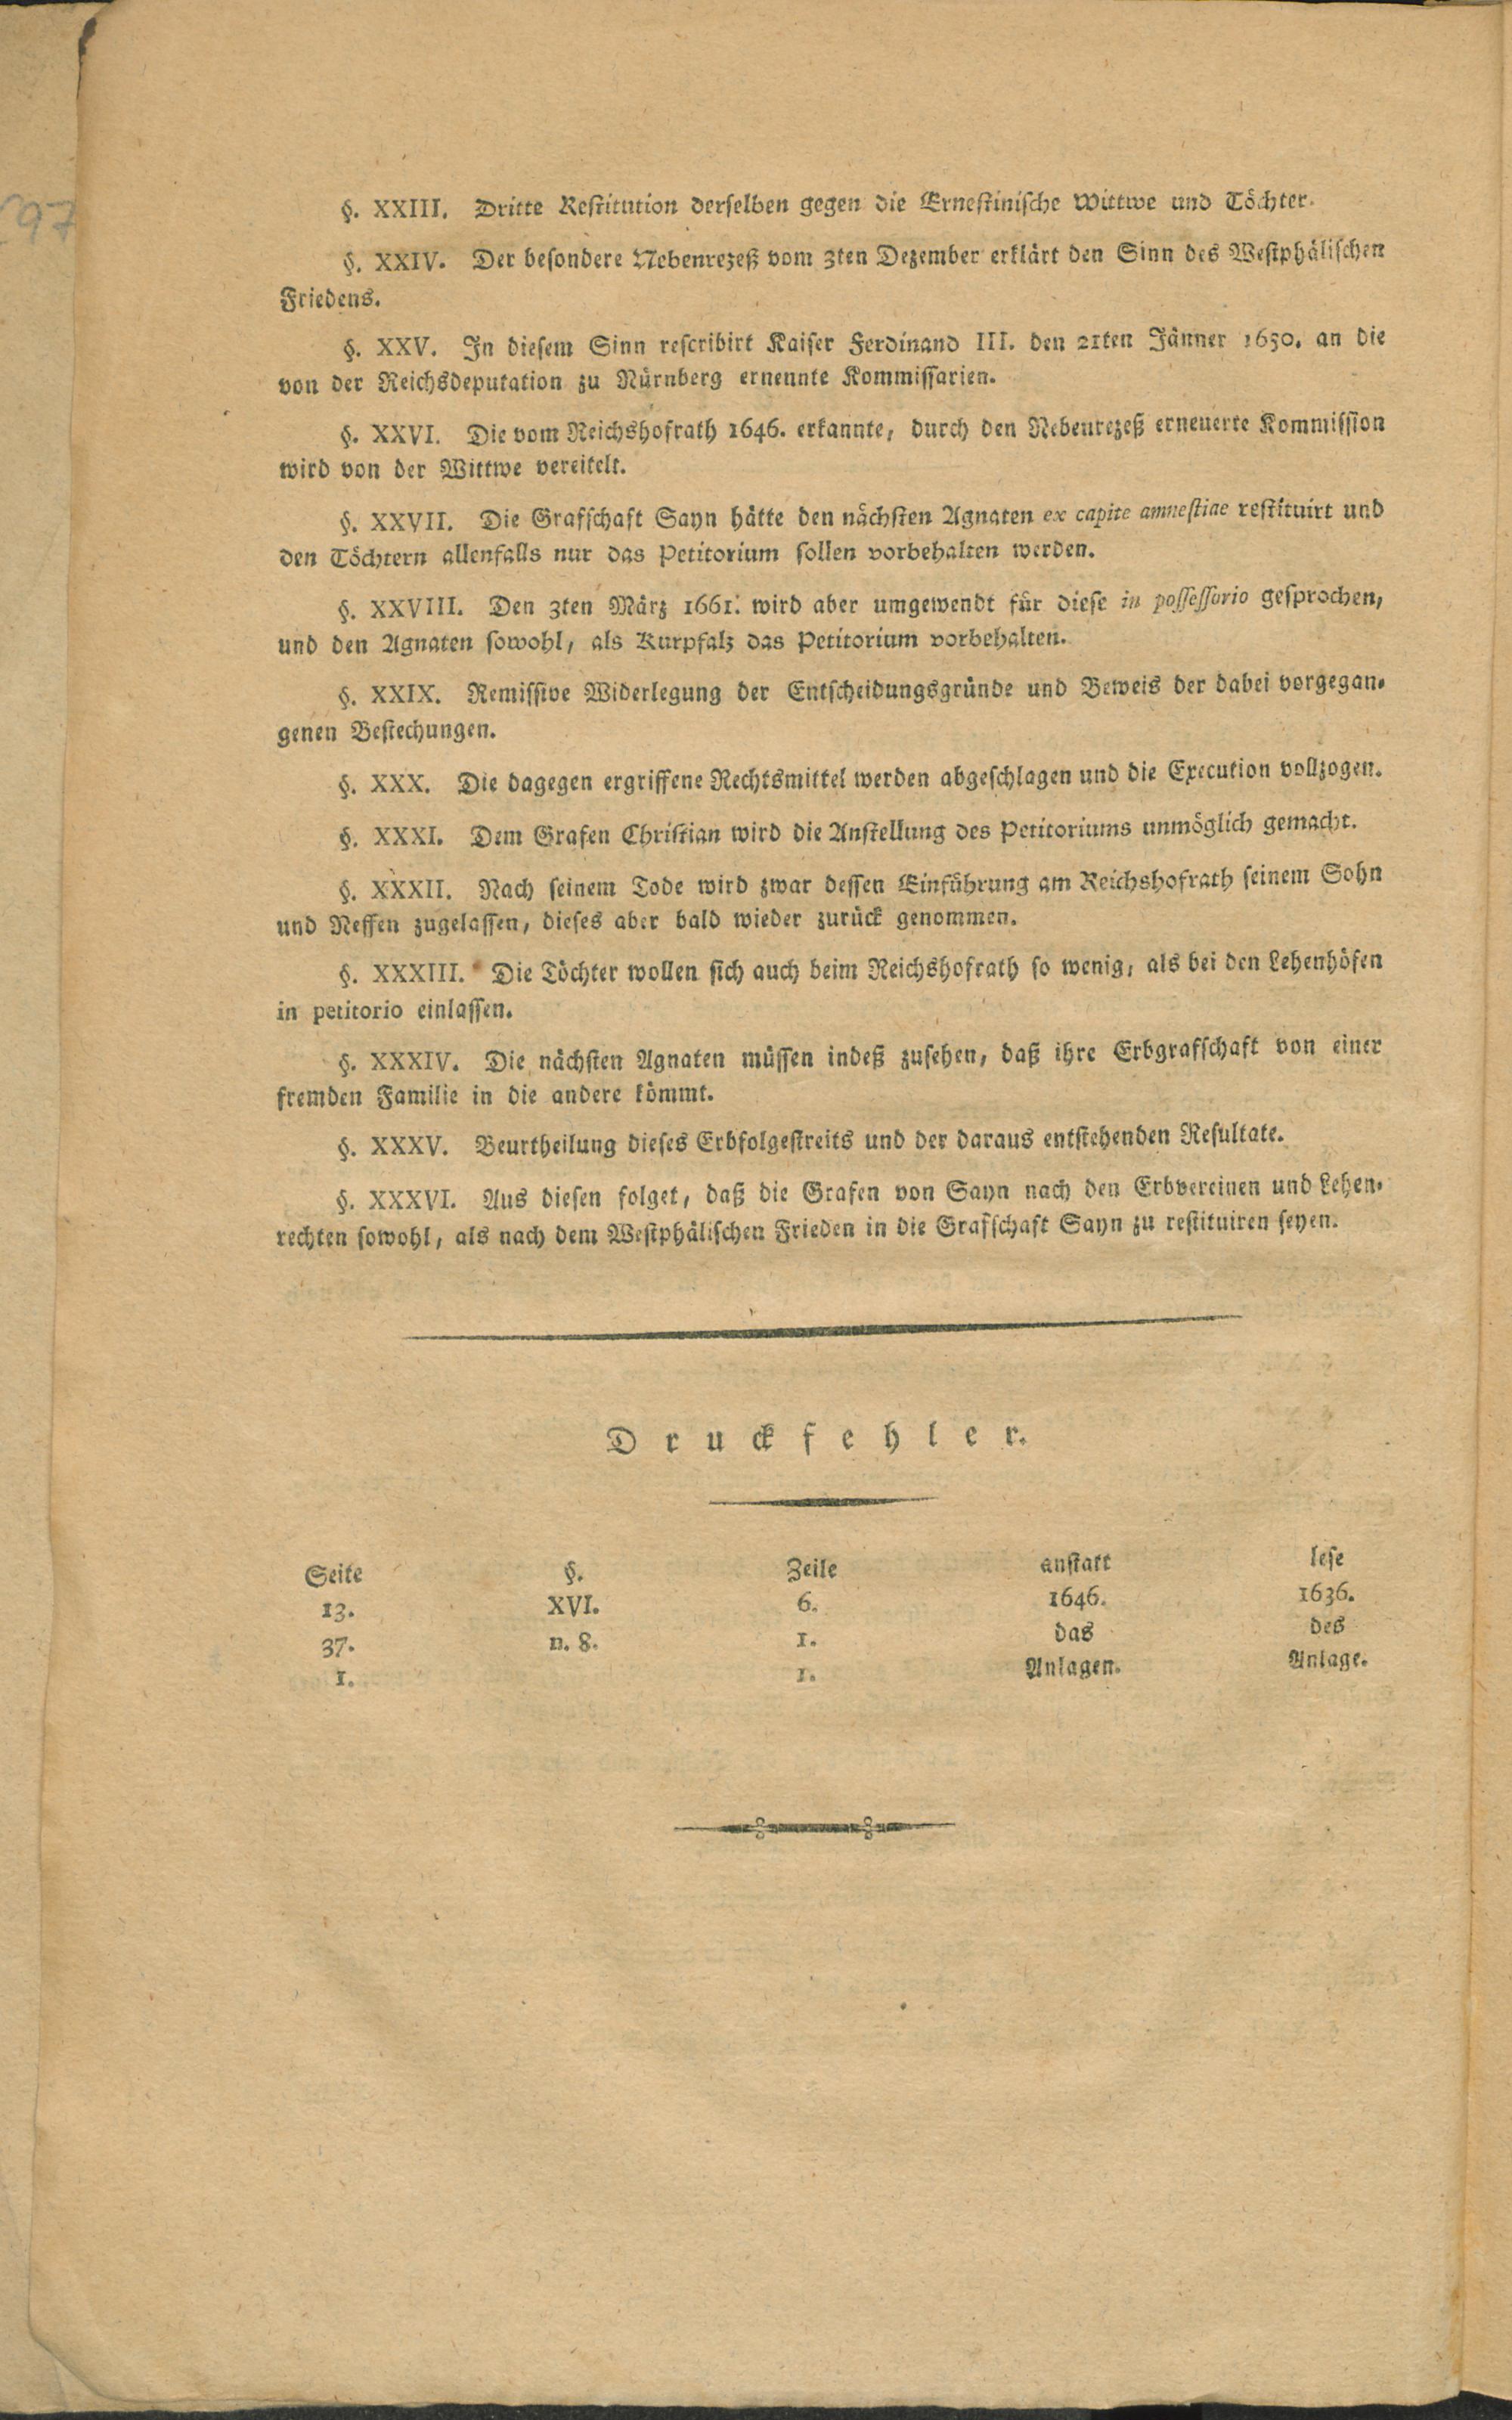 §. XXIII. Dritte Restitution derselben gegen die Ernestinische Wittwe und Töchter.
§. XXIV. Der besondere Nebenrezeß vom 3ten Dezember erklärt den Sinn des Westphälischen
Friedens.
§. XXV. In diesem Sinn rescribirt Kaiser Ferdinand III. den 21ten Jänner 1650. an die
von der Reichsdeputation zu Nürnberg ernennte Kommissarien.
§. XXVI. Die vom Reichshofrath 1646. erkannte, durch den Nebenrezeß erneuerte Kommission
wird von der Wittwe vereitelt.
§. XXVII. Die Grafschaft Sayn hätte den nächsten Agnaten ex capite amnestiae restituirt und
den Töchtern allenfalls nur das Petitorium sollen vorbehalten werden.
§. XXVIII. Den 3ten März 1661. wird aber umgewendt für diese in possessorio gesprochen,
und den Agnaten sowohl, als Kurpfalz das Petitorium vorbehalten.
§. XXIX. Remissive Widerlegung der Entscheidungsgründe und Beweis der dabei vorgegan-
genen Bestechungen.
§. XXX. Die dagegen ergriffene Rechtsmittel werden abgeschlagen und die Execution vollzogen.
§. XXXI. Dem Grafen Christian wird die Anstellung des Petitoriums unmöglich gemacht.
§. XXXII. Nach seinem Tode wird zwar dessen Einführung am Reichshofrath seinem Sohn
und Neffen zugelassen, dieses aber bald wieder zurück genommen.
§. XXXIII. Die Töchter wollen sich auch beim Reichshofrath so wenig, als bei den Lehenhöfen
in petitorio einlassen.
§. XXXIV. Die nächsten Agnaten müssen indeß zusehen, daß ihre Erbgrafschaft von einer
fremden Familie in die andere kömmt.
§. XXXV. Beurtheilung dieses Erbfolgestreits und der daraus entstehenden Resultate.
§. XXXVI. Aus diesen folget, daß die Grafen von Sayn nach den Erbvereinen und Lehen-
rechten sowohl, als nach dem Westphälischen Frieden in die Grafschaft Sayn zu restituiren seyen.
Druckfehler.
Seite §. Zeile anstatt lese
13. XVI. 6. 1646. 1636.
37. n. 8. 1. das des
1. 1. Anlagen. Anlage.
97